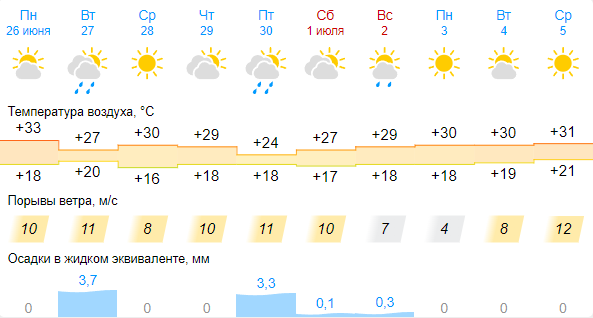 Пн Вт Ср Чт Пт Сб Вс Пн Вт Ср
26 июня 27 28 29 30 1 июля 2 3 4 5
Температура воздуха, °C
+33 +27 +30 +29 +24 +27 +29 +30 +30 +31
+18 +20 +16 +18 +18 +17 +18 +18 +19 +21
Порывы ветра, м/с
10 11 8 10 11 10 7 4 8 12
Осадки в жидком эквиваленте, мм
0 3,7 0 0 3,3 0,1 0,3 0 0 0